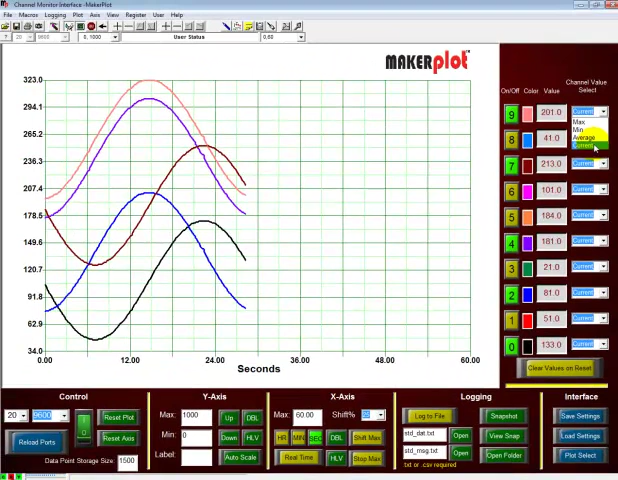 Channel Monitor Interface -MakerPlot
File Macros Logging Plot Axis View Register User Help
? 20 9600 0, 1000 User Status 0,60
MAKERplot
Channel Value
On/Off Color Value Select
323.0
294.1
266.2
236.3
207.4
178.5
149.6
120.7
91.8
62.9
34.0
0.00 12.00 24.00 36.00 48.00 60.00
Seconds
9 201.0 Current
Max
Min
Average
Current
8 41.0
7 213.0 Current
6 101.0 Current
5 184.0 Current
4 181.0 Current
3 21.0 Current
2 81.0 Current
1 51.0 Current
0 133.0 Current
Clear Values on Reset
Control Y-Axis X-Axis Logging Interface
20 9600 Reset Plot Max: 1000 Up DBL Max: 60.00 Shift% 25 Log to File Snapshot Save Settings
Reload Ports Reset Axis Min: 0 Down HLV HR MIN SEC DBL Shift Max std_dat.txt Open View Snap Load Settings
Data Point Storage Size: 1500 Label: Auto Scale Real Time HLV Stop Max std_msg.txt Open Open Folder Plot Select
.txt or .csv required